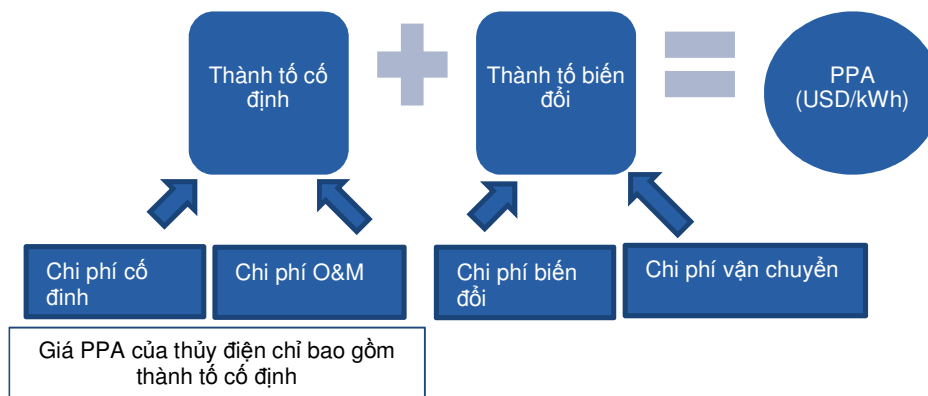 Thành tố cố
định
Thành tố biến
đổi
PPA
(USD/kWh)
Chi phí cố
đinh
Chi phí O&M
Chi phí biến
đổi
Chi phí vận chuyển
Giá PPA của thủy điện chỉ bao gồm
thành tố cố định